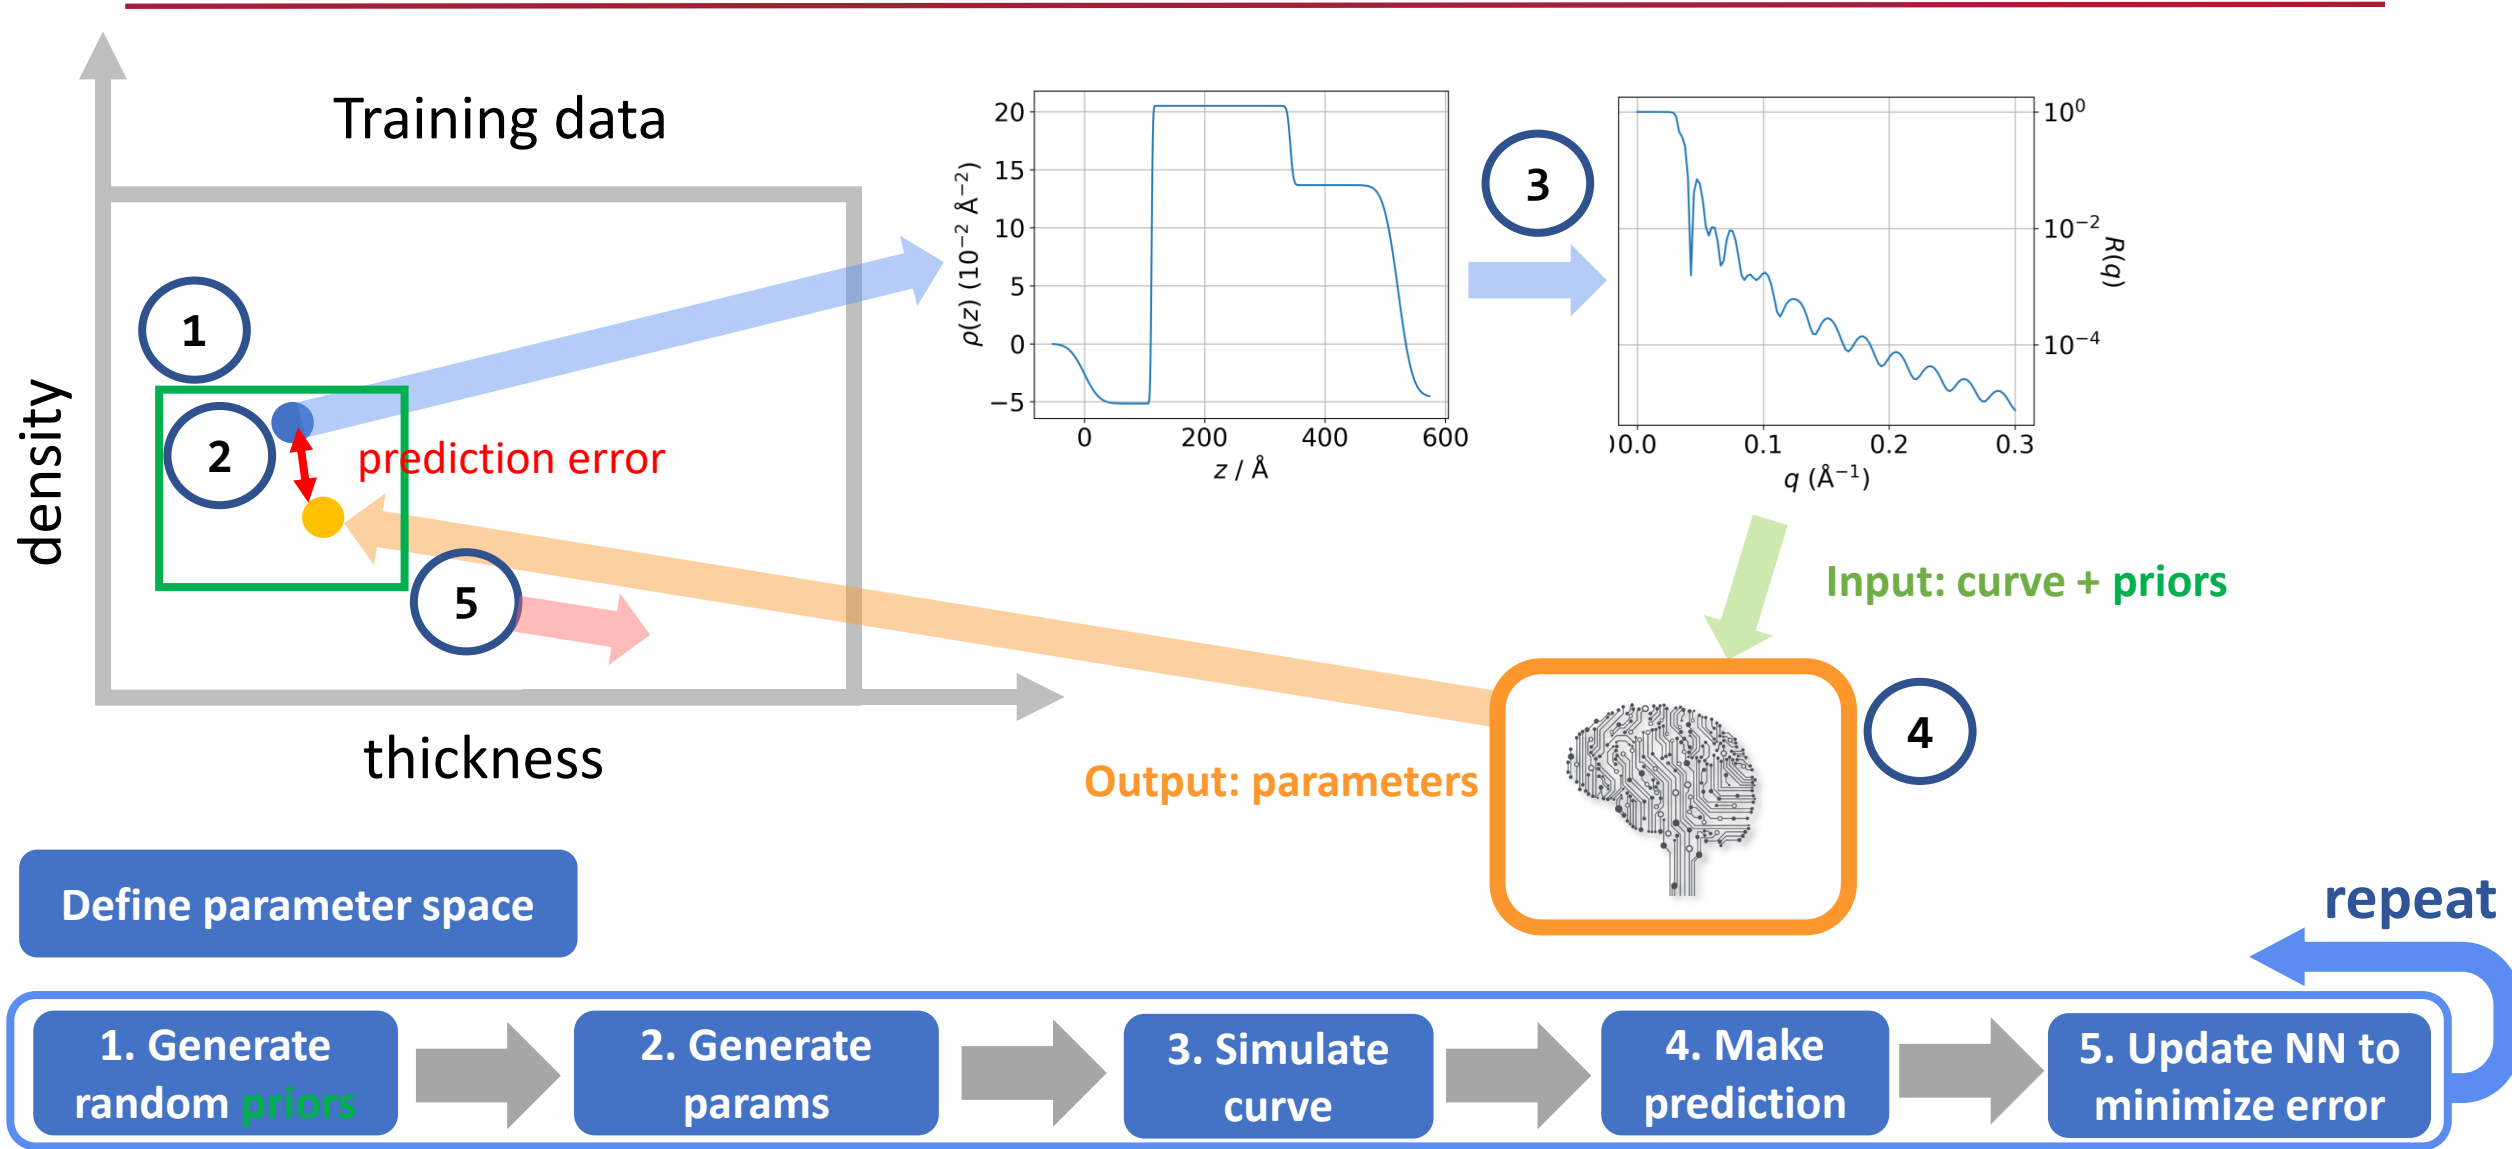 Training data
density
thickness
1
2
prediction error
5
20
15
10
5
0
−5
ρ(z) (10⁻² Å⁻²)
0 200 400 600
z / Å
3
10⁰
10⁻²
10⁻⁴
R(q)
0.0 0.1 0.2 0.3
q (Å⁻¹)
Input: curve + priors
4
Output: parameters
Define parameter space
repeat
1. Generate
random priors
2. Generate
params
3. Simulate
curve
4. Make
prediction
5. Update NN to
minimize error